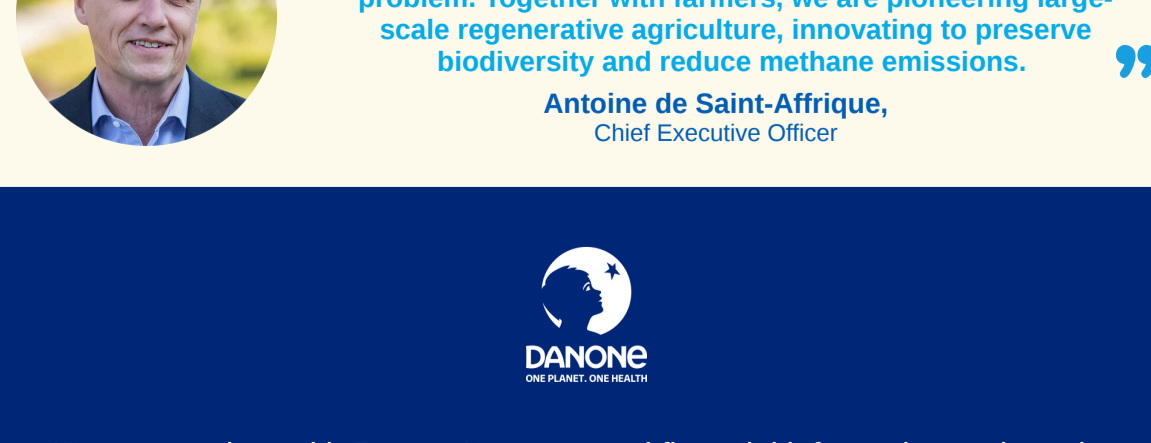 problem. Together with farmers, we are pioneering large-
scale regenerative agriculture, innovating to preserve
biodiversity and reduce methane emissions.
”
Antoine de Saint-Affrique,
Chief Executive Officer
DANONE
ONE PLANET. ONE HEALTH